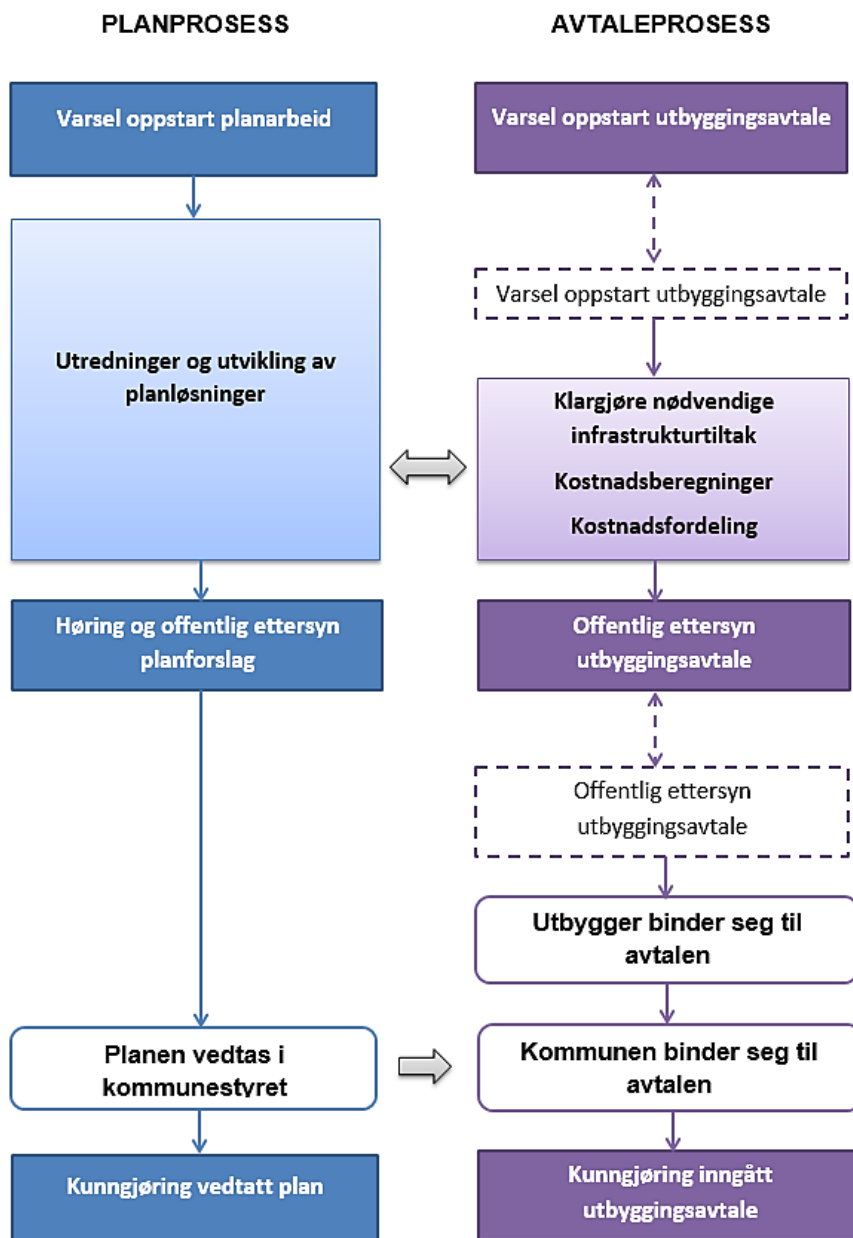 PLANPROSESS
Varsel oppstart planarbeid
Utredninger og utvikling av
planløsninger
Høring og offentlig ettersyn
planforslag
Planen vedtas i
kommunestyret
Kunngjøring vedtatt plan
AVTALEPROSESS
Varsel oppstart utbyggingsavtale
Varsel oppstart utbyggingsavtale
Klargjøre nødvendige
infrastrukturtiltak
Kostnadsberegninger
Kostnadsfordeling
Offentlig ettersyn
utbyggingsavtale
Offentlig ettersyn
utbyggingsavtale
Utbygger binder seg til
avtalen
Kommunen binder seg til
avtalen
Kunngjøring inngått
utbyggingsavtale